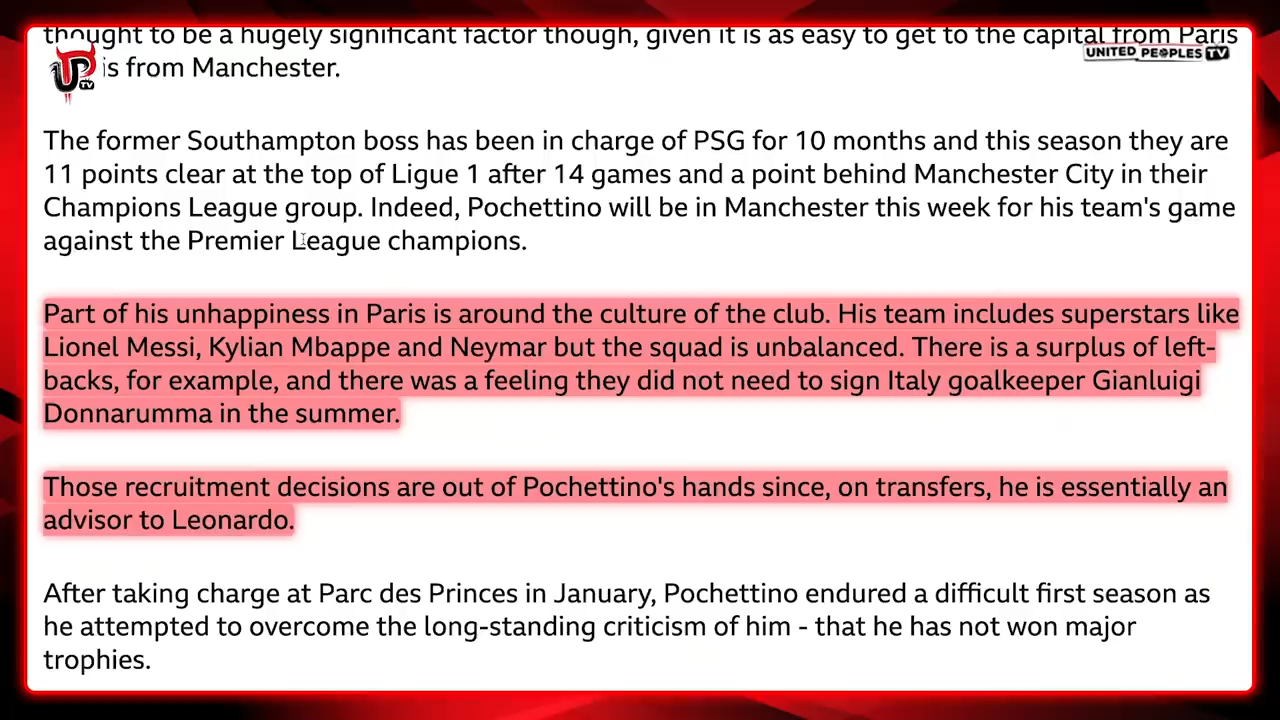 thought to be a hugely significant factor though, given it is as easy to get to the capital from Paris
UNITED PEOPLES TV
UP TV
is from Manchester.
The former Southampton boss has been in charge of PSG for 10 months and this season they are
11 points clear at the top of Ligue 1 after 14 games and a point behind Manchester City in their
Champions League group. Indeed, Pochettino will be in Manchester this week for his team's game
against the Premier League champions.
Part of his unhappiness in Paris is around the culture of the club. His team includes superstars like
Lionel Messi, Kylian Mbappe and Neymar but the squad is unbalanced. There is a surplus of left-
backs, for example, and there was a feeling they did not need to sign Italy goalkeeper Gianluigi
Donnarumma in the summer.
Those recruitment decisions are out of Pochettino's hands since, on transfers, he is essentially an
advisor to Leonardo.
After taking charge at Parc des Princes in January, Pochettino endured a difficult first season as
he attempted to overcome the long-standing criticism of him - that he has not won major
trophies.